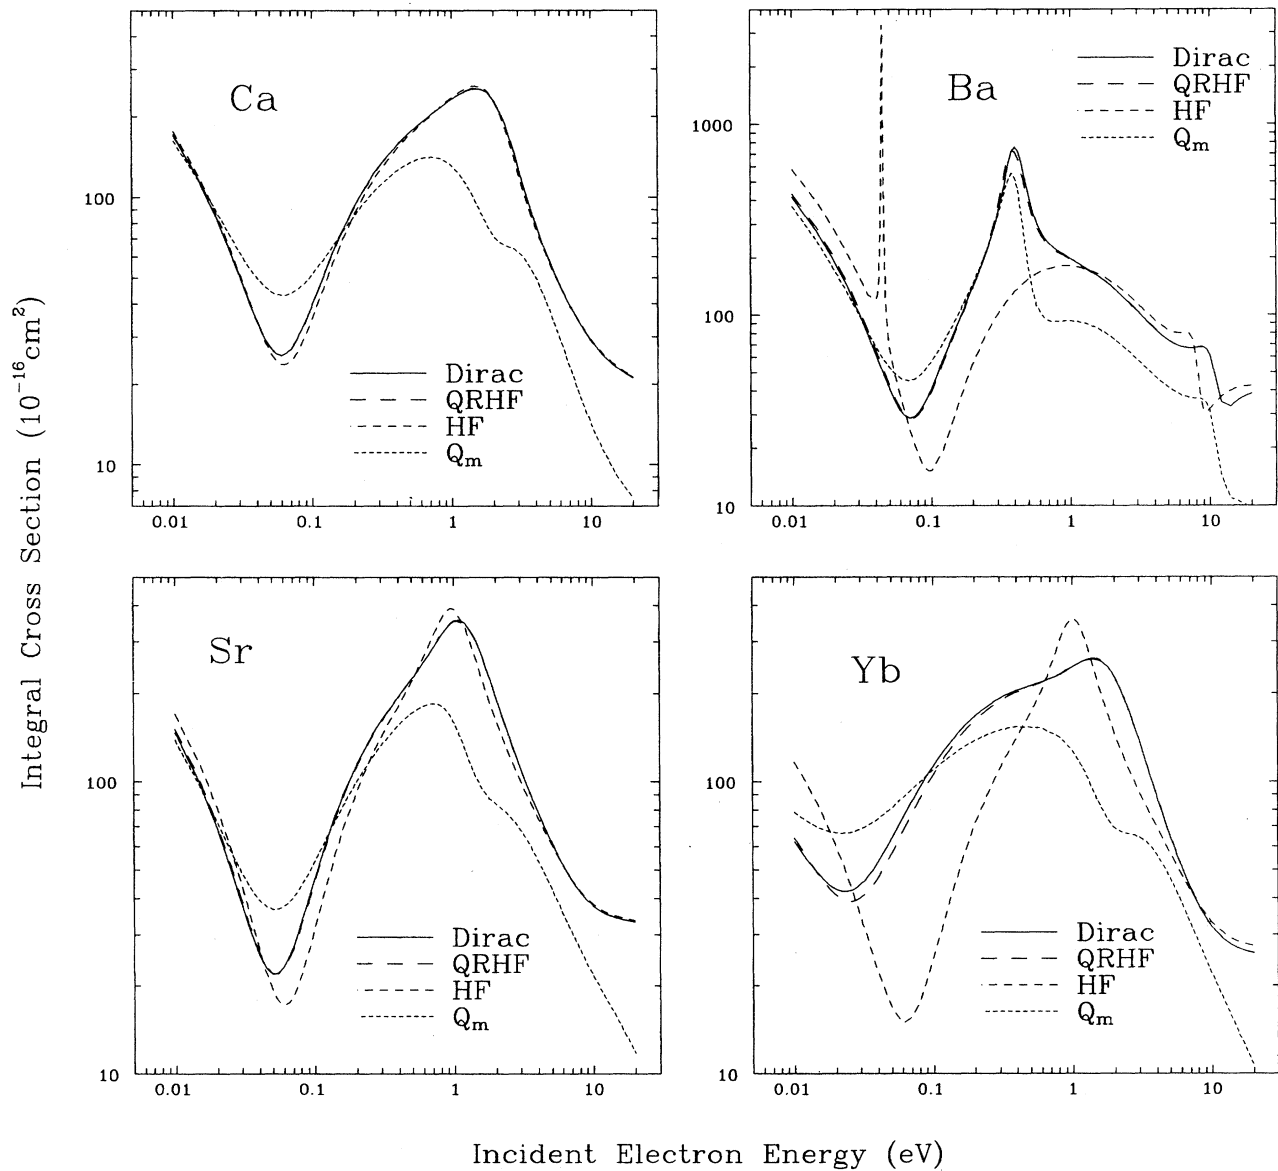 Integral Cross Section (10⁻¹⁶cm²)
Ca
100
10
Dirac
QRHF
HF
Qₘ
0.01 0.1 1 10
Ba
1000
100
10
Dirac
QRHF
HF
Qₘ
0.01 0.1 1 10
Sr
100
10
Dirac
QRHF
HF
Qₘ
0.01 0.1 1 10
Yb
100
10
Dirac
QRHF
HF
Qₘ
0.01 0.1 1 10
Incident Electron Energy (eV)